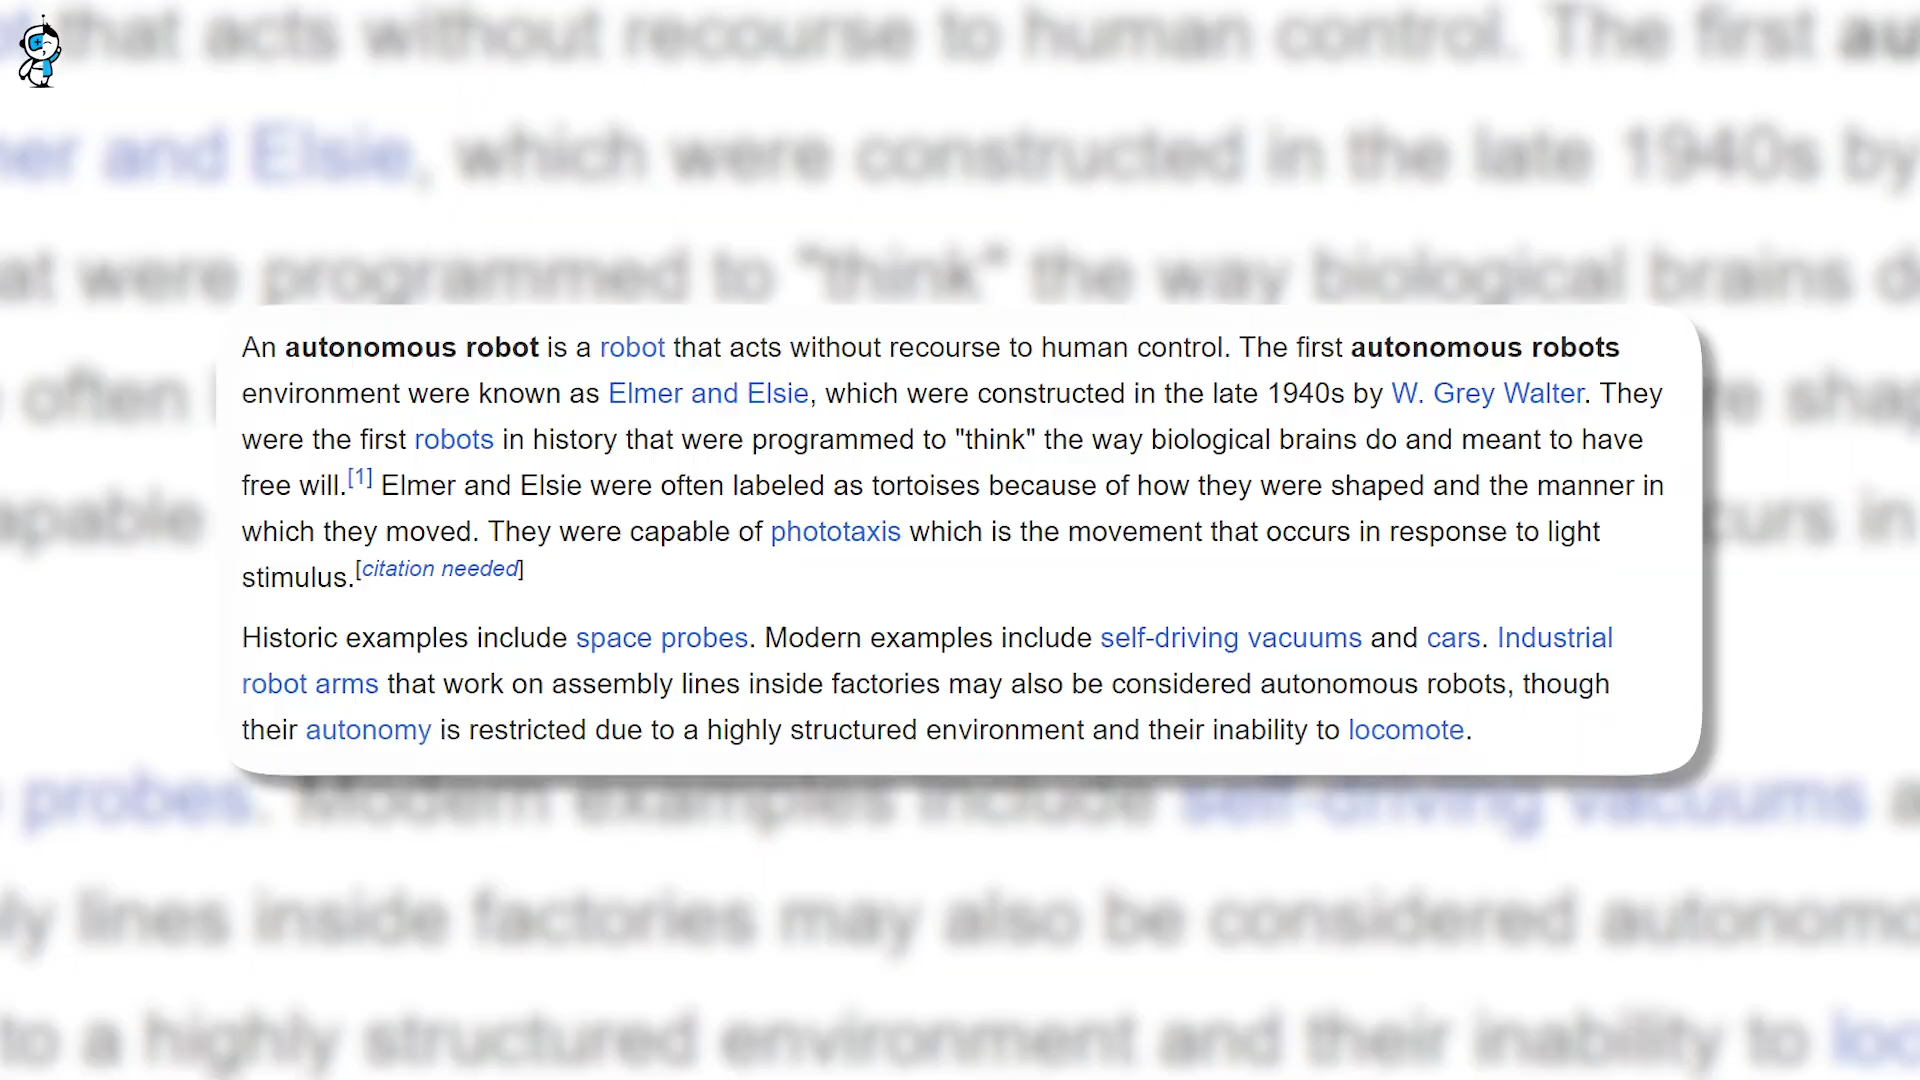 An autonomous robot is a robot that acts without recourse to human control. The first autonomous robots
environment were known as Elmer and Elsie, which were constructed in the late 1940s by W. Grey Walter. They
were the first robots in history that were programmed to "think" the way biological brains do and meant to have
free will.[1] Elmer and Elsie were often labeled as tortoises because of how they were shaped and the manner in
which they moved. They were capable of phototaxis which is the movement that occurs in response to light
stimulus.[citation needed]
Historic examples include space probes. Modern examples include self-driving vacuums and cars. Industrial
robot arms that work on assembly lines inside factories may also be considered autonomous robots, though
their autonomy is restricted due to a highly structured environment and their inability to locomote.